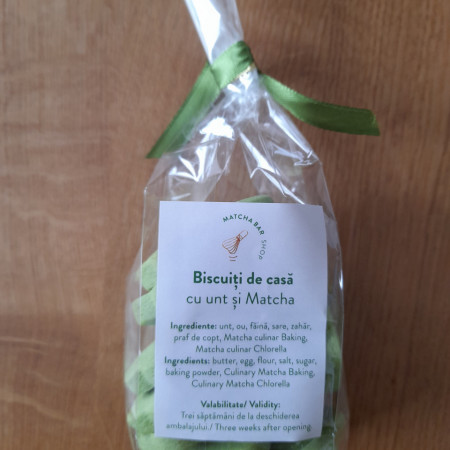 MATCHA BAR SHOP
Biscuiți de casă
cu unt și Matcha
Ingrediente: unt, ou, făină, sare, zahăr,
praf de copt, Matcha culinar Baking,
Matcha culinar Chlorella
Ingredients: butter, egg, flour, salt, sugar,
baking powder, Culinary Matcha Baking,
Culinary Matcha Chlorella
Valabilitate/ Validity:
Trei săptămâni de la deschiderea
ambalajului./ Three weeks after opening.